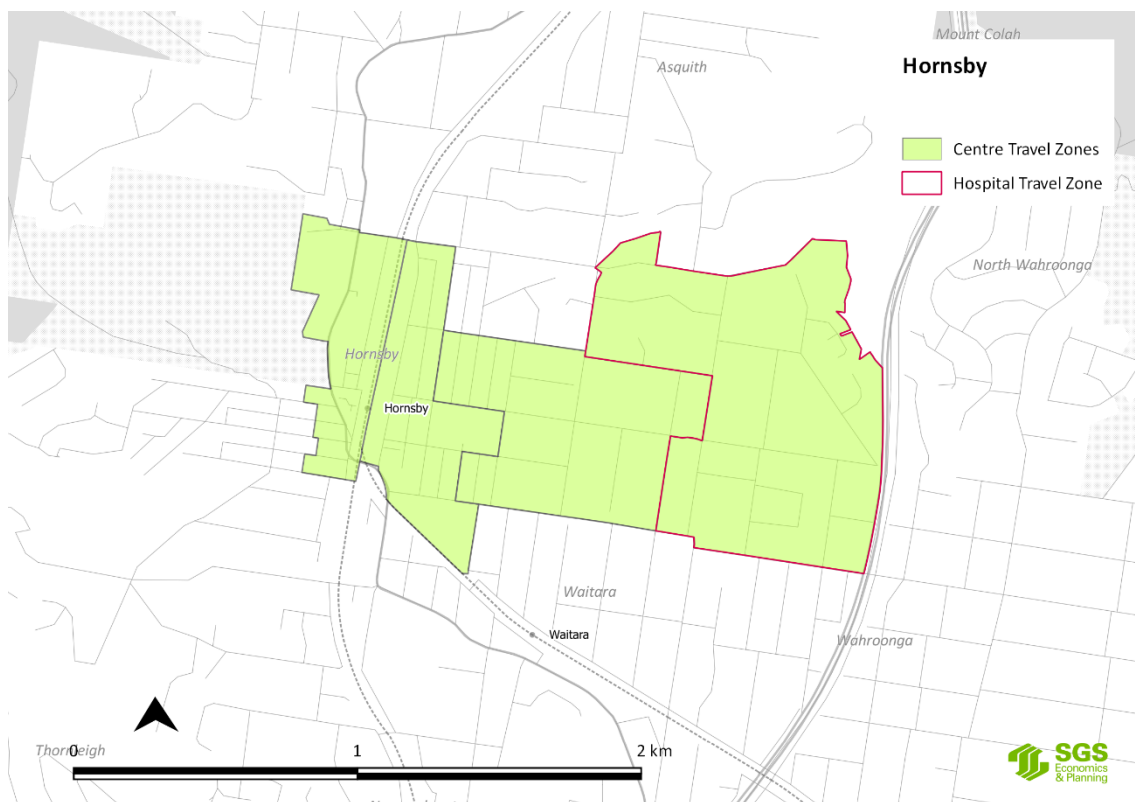 Mount Colah
Asquith
Hornsby
Centre Travel Zones
Hospital Travel Zone
North Wahroonga
Hornsby
Hornsby
Waitara
Waitara
Wahroonga
Thornleigh
0 1 2 km
SGS
Economics
& Planning